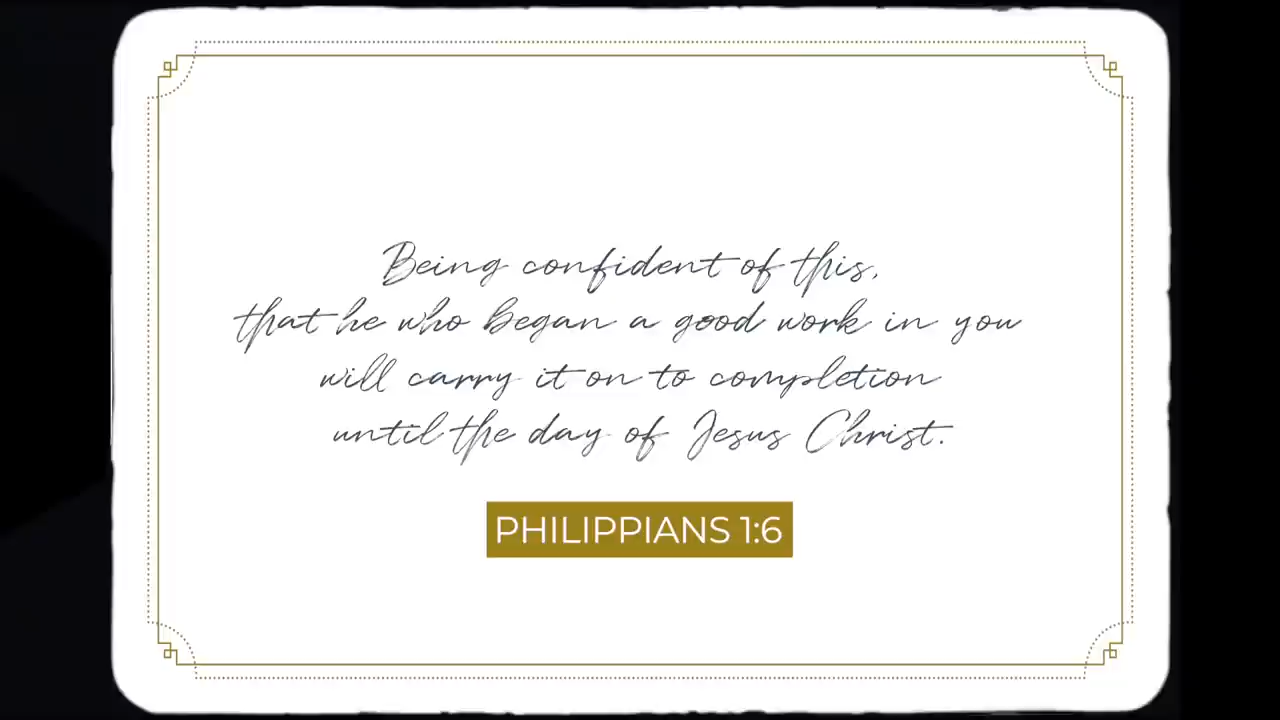 Being confident of this,
that he who began a good work in you
will carry it on to completion
until the day of Jesus Christ.
PHILIPPIANS 1:6